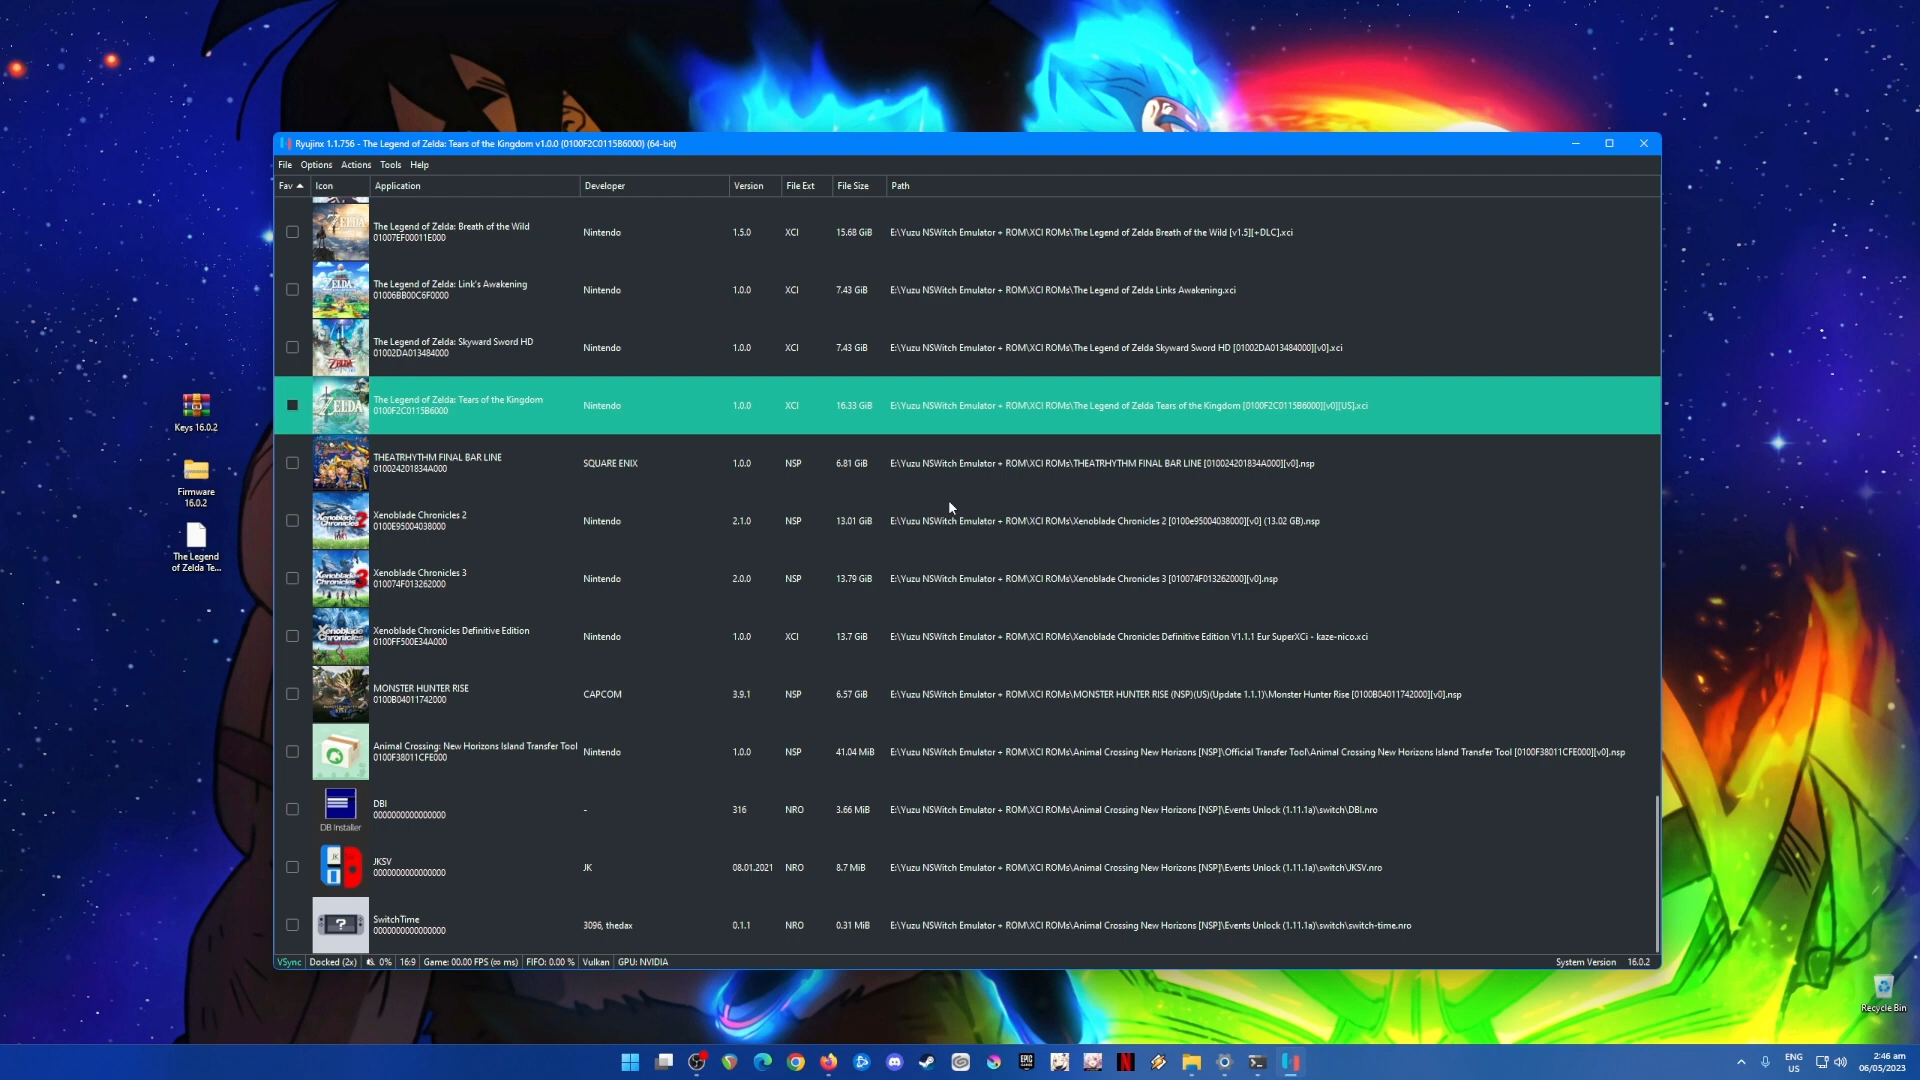 Ryujinx 1.1.756 - The Legend of Zelda: Tears of the Kingdom v1.0.0 (0100F2C0115B6000) (64-bit)
File Options Actions Tools Help
Fav Icon Application Developer Version File Ext File Size Path
ZELDA
The Legend of Zelda: Breath of the Wild
01007EF00011E000
Nintendo 1.5.0 XCI 15.68 GiB E:\Yuzu NSWitch Emulator + ROM\XCI ROMs\The Legend of Zelda Breath of the Wild [v1.5][+DLC].xci
ZELDA
The Legend of Zelda: Link's Awakening
01006BB00C6F0000
Nintendo 1.0.0 XCI 7.43 GiB E:\Yuzu NSWitch Emulator + ROM\XCI ROMs\The Legend of Zelda Links Awakening.xci
ZELDA
The Legend of Zelda: Skyward Sword HD
01002DA013484000
Nintendo 1.0.0 XCI 7.43 GiB E:\Yuzu NSWitch Emulator + ROM\XCI ROMs\The Legend of Zelda Skyward Sword HD [01002DA013484000][v0].xci
ZELDA
The Legend of Zelda: Tears of the Kingdom
0100F2C0115B6000
Nintendo 1.0.0 XCI 16.33 GiB E:\Yuzu NSWitch Emulator + ROM\XCI ROMs\The Legend of Zelda Tears of the Kingdom [0100F2C0115B6000][v0][US].xci
THEATRHYTHM FINAL BAR LINE
010024201834A000
SQUARE ENIX 1.0.0 NSP 6.81 GiB E:\Yuzu NSWitch Emulator + ROM\XCI ROMs\THEATRHYTHM FINAL BAR LINE [010024201834A000][v0].nsp
Xenoblade Chronicles 2
Xenoblade Chronicles 2
0100E95004038000
Nintendo 2.1.0 NSP 13.01 GiB E:\Yuzu NSWitch Emulator + ROM\XCI ROMs\Xenoblade Chronicles 2 [0100e95004038000][v0] (13.02 GB).nsp
Xenoblade Chronicles 3
Xenoblade Chronicles 3
010074F013262000
Nintendo 2.0.0 NSP 13.79 GiB E:\Yuzu NSWitch Emulator + ROM\XCI ROMs\Xenoblade Chronicles 3 [010074F013262000][v0].nsp
Xenoblade Chronicles
Xenoblade Chronicles Definitive Edition
0100FF500E34A000
Nintendo 1.0.0 XCI 13.7 GiB E:\Yuzu NSWitch Emulator + ROM\XCI ROMs\Xenoblade Chronicles Definitive Edition V1.1.1 Eur SuperXCi - kaze-nico.xci
MONSTER HUNTER RISE
0100B04011742000
CAPCOM 3.9.1 NSP 6.57 GiB E:\Yuzu NSWitch Emulator + ROM\XCI ROMs\MONSTER HUNTER RISE (NSP)(US)(Update 1.1.1)\Monster Hunter Rise [0100B04011742000][v0].nsp
Animal Crossing: New Horizons Island Transfer Tool
0100F38011CFE000
Nintendo 1.0.0 NSP 41.04 MiB E:\Yuzu NSWitch Emulator + ROM\XCI ROMs\Animal Crossing New Horizons [NSP]\Official Transfer Tool\Animal Crossing New Horizons Island Transfer Tool [0100F38011CFE000][v0].nsp
DB Installer
DBI
0000000000000000
- 316 NRO 3.66 MiB E:\Yuzu NSWitch Emulator + ROM\XCI ROMs\Animal Crossing New Horizons [NSP]\Events Unlock (1.11.1a)\switch\DBI.nro
JK
JKSV
0000000000000000
JK 08.01.2021 NRO 8.7 MiB E:\Yuzu NSWitch Emulator + ROM\XCI ROMs\Animal Crossing New Horizons [NSP]\Events Unlock (1.11.1a)\switch\JKSV.nro
?
SwitchTime
0000000000000000
3096, thedax 0.1.1 NRO 0.31 MiB E:\Yuzu NSWitch Emulator + ROM\XCI ROMs\Animal Crossing New Horizons [NSP]\Events Unlock (1.11.1a)\switch\switch-time.nro
VSync Docked (2x) 0% 16:9 Game: 00.00 FPS (∞ ms) FIFO: 0.00 % Vulkan GPU: NVIDIA System Version 16.0.2
Keys 16.0.2
Firmware
16.0.2
The Legend
of Zelda Te...
Recycle Bin
EPIC
N
ENG
US
2:46 am
06/05/2023